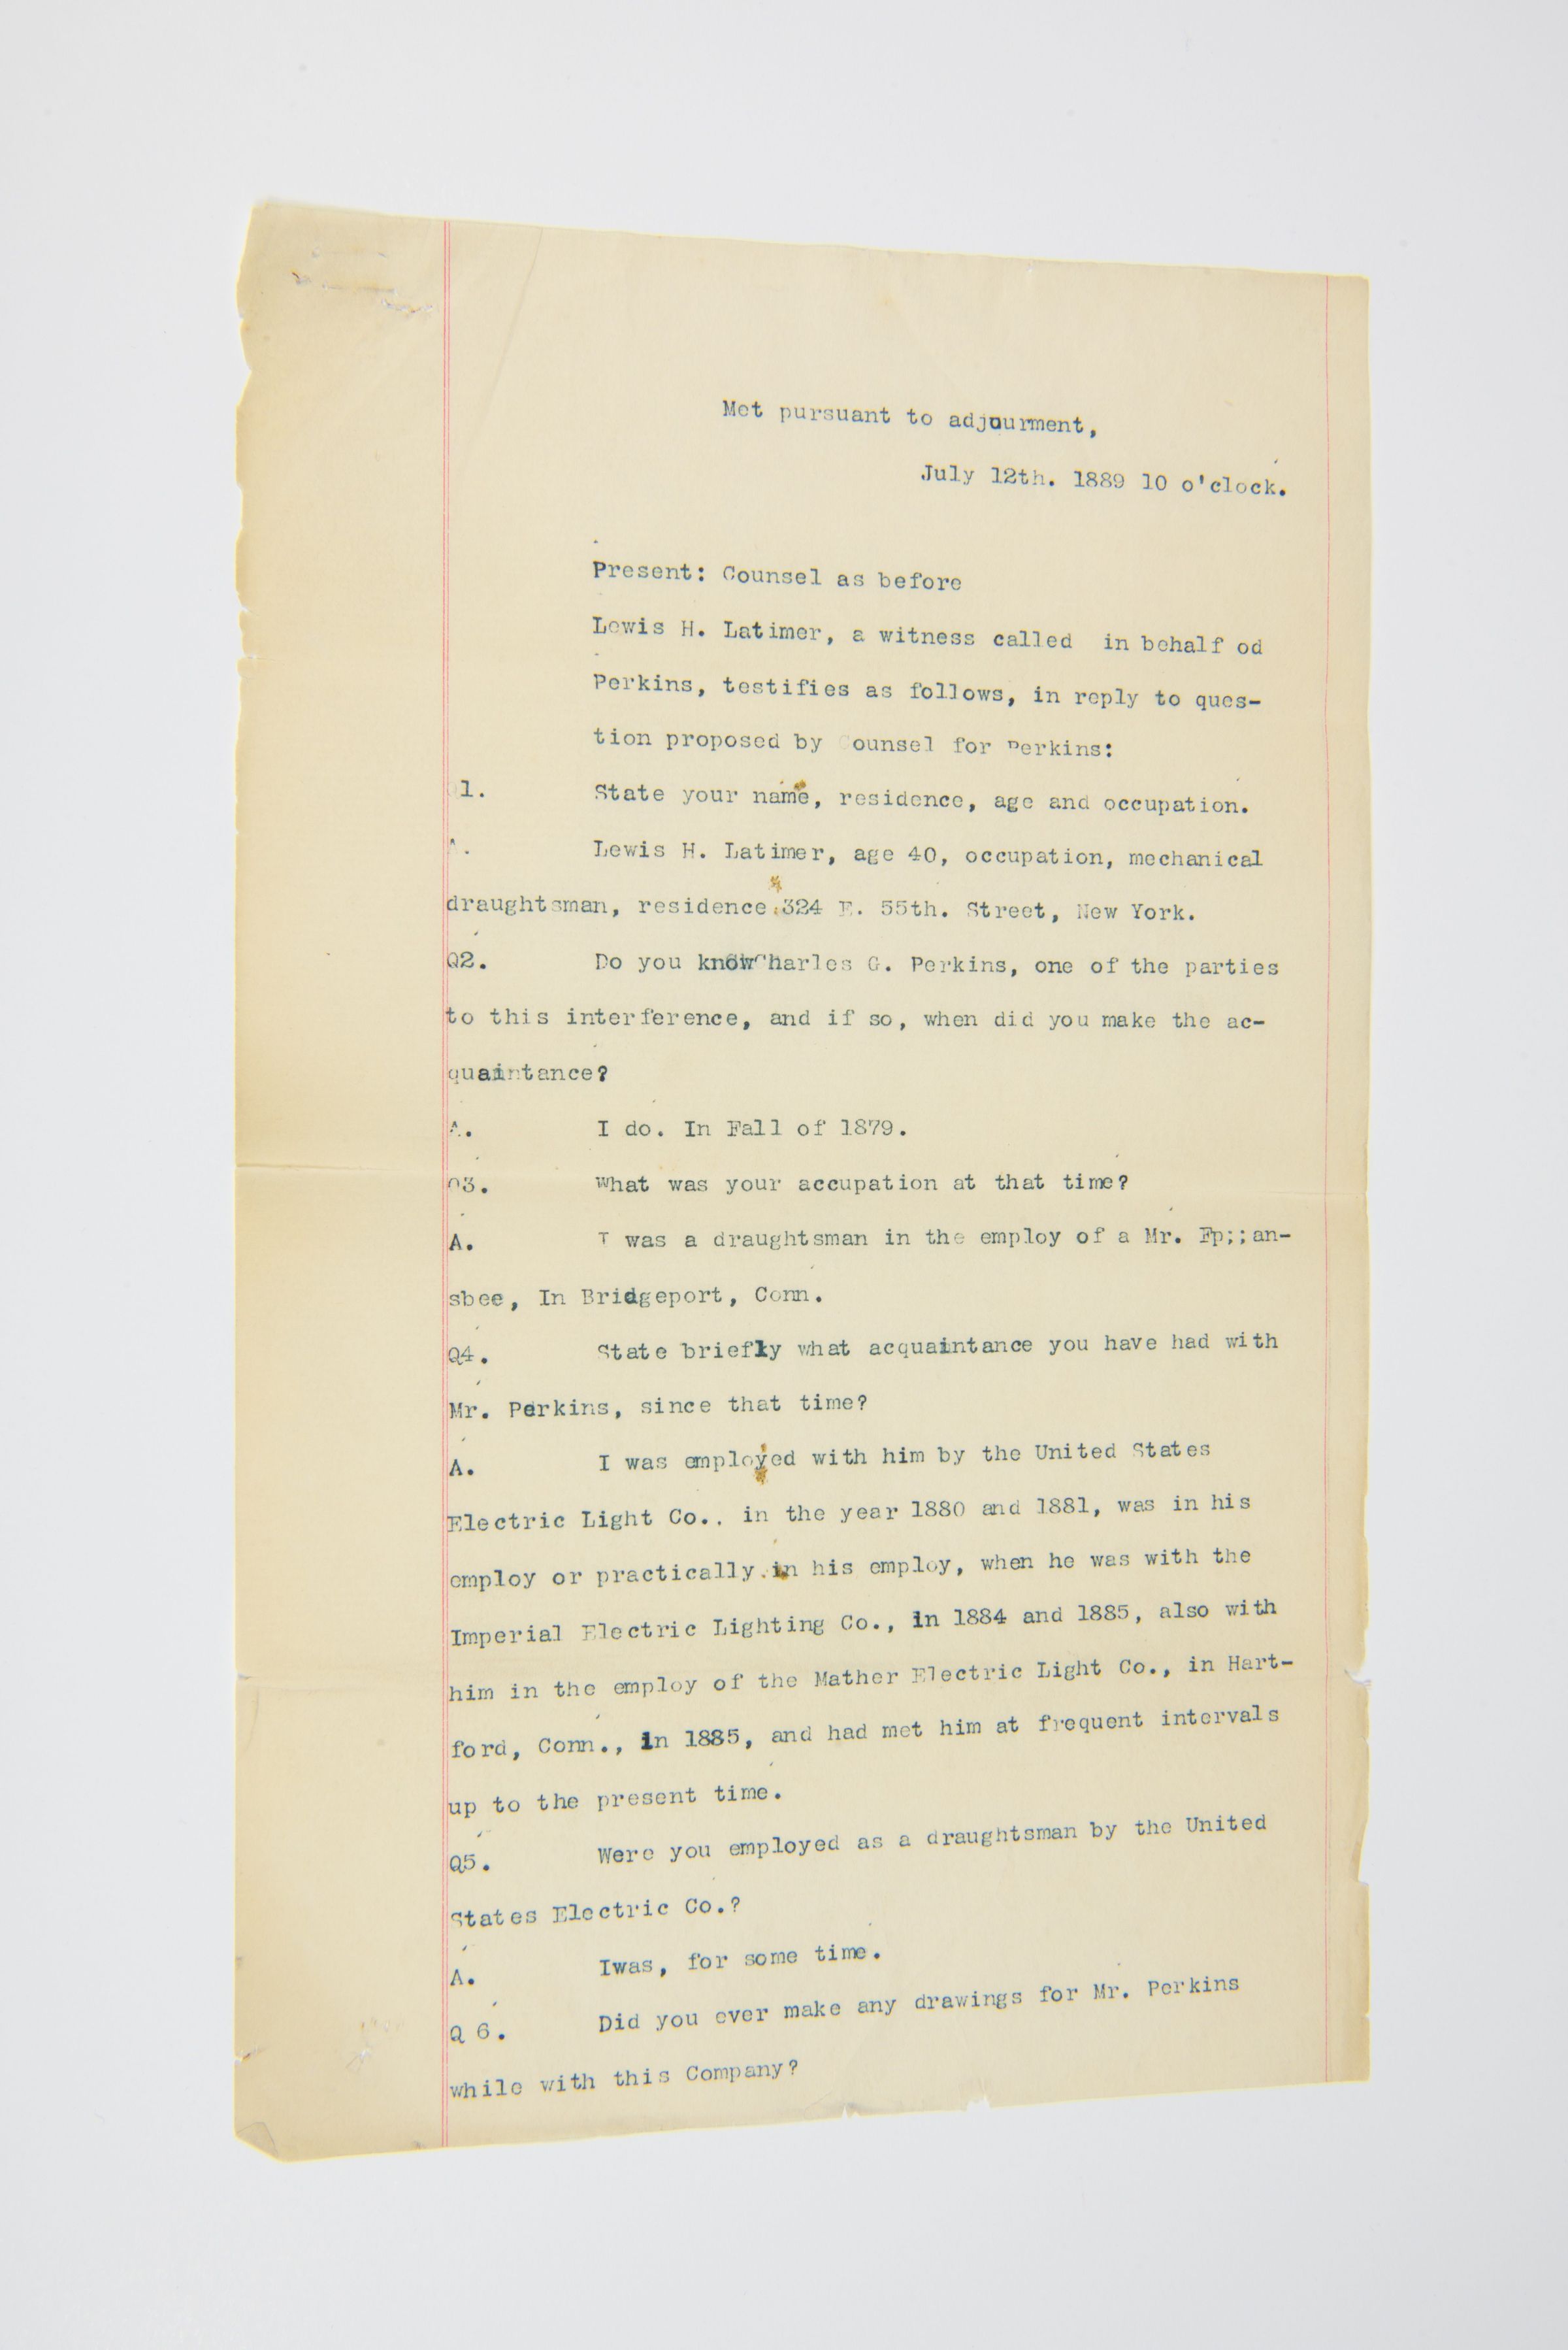 Met pursuant to adjourment,
July 12th. 1889 10 o'clock.
Present: Counsel as before
Lewis H. Latimer, a witness called in behalf od
Perkins, testifies as follows, in reply to ques-
tion proposed by Counsel for Perkins:
Q1. State your name, residence, age and occupation.
A. Lewis H. Latimer, age 40, occupation, mechanical
draughtsman, residence 324 E. 55th. Street, New York.
Q2. Do you know Charles G. Perkins, one of the parties
to this interference, and if so, when did you make the ac-
quaintance?
A. I do. In Fall of 1879.
Q3. What was your accupation at that time?
A. I was a draughtsman in the employ of a Mr. Fp;;an-
sbee, In Bridgeport, Conn.
Q4. State briefly what acquaintance you have had with
Mr. Perkins, since that time?
A. I was employed with him by the United States
Electric Light Co.. in the year 1880 and 1881, was in his
employ or practically in his employ, when he was with the
Imperial Electric Lighting Co., in 1884 and 1885, also with
him in the employ of the Mather Electric Light Co., in Hart-
ford, Conn., in 1885, and had met him at frequent intervals
up to the present time.
Q5. Were you employed as a draughtsman by the United
States Electric Co.?
A. Iwas, for some time.
Q 6. Did you ever make any drawings for Mr. Perkins
while with this Company?